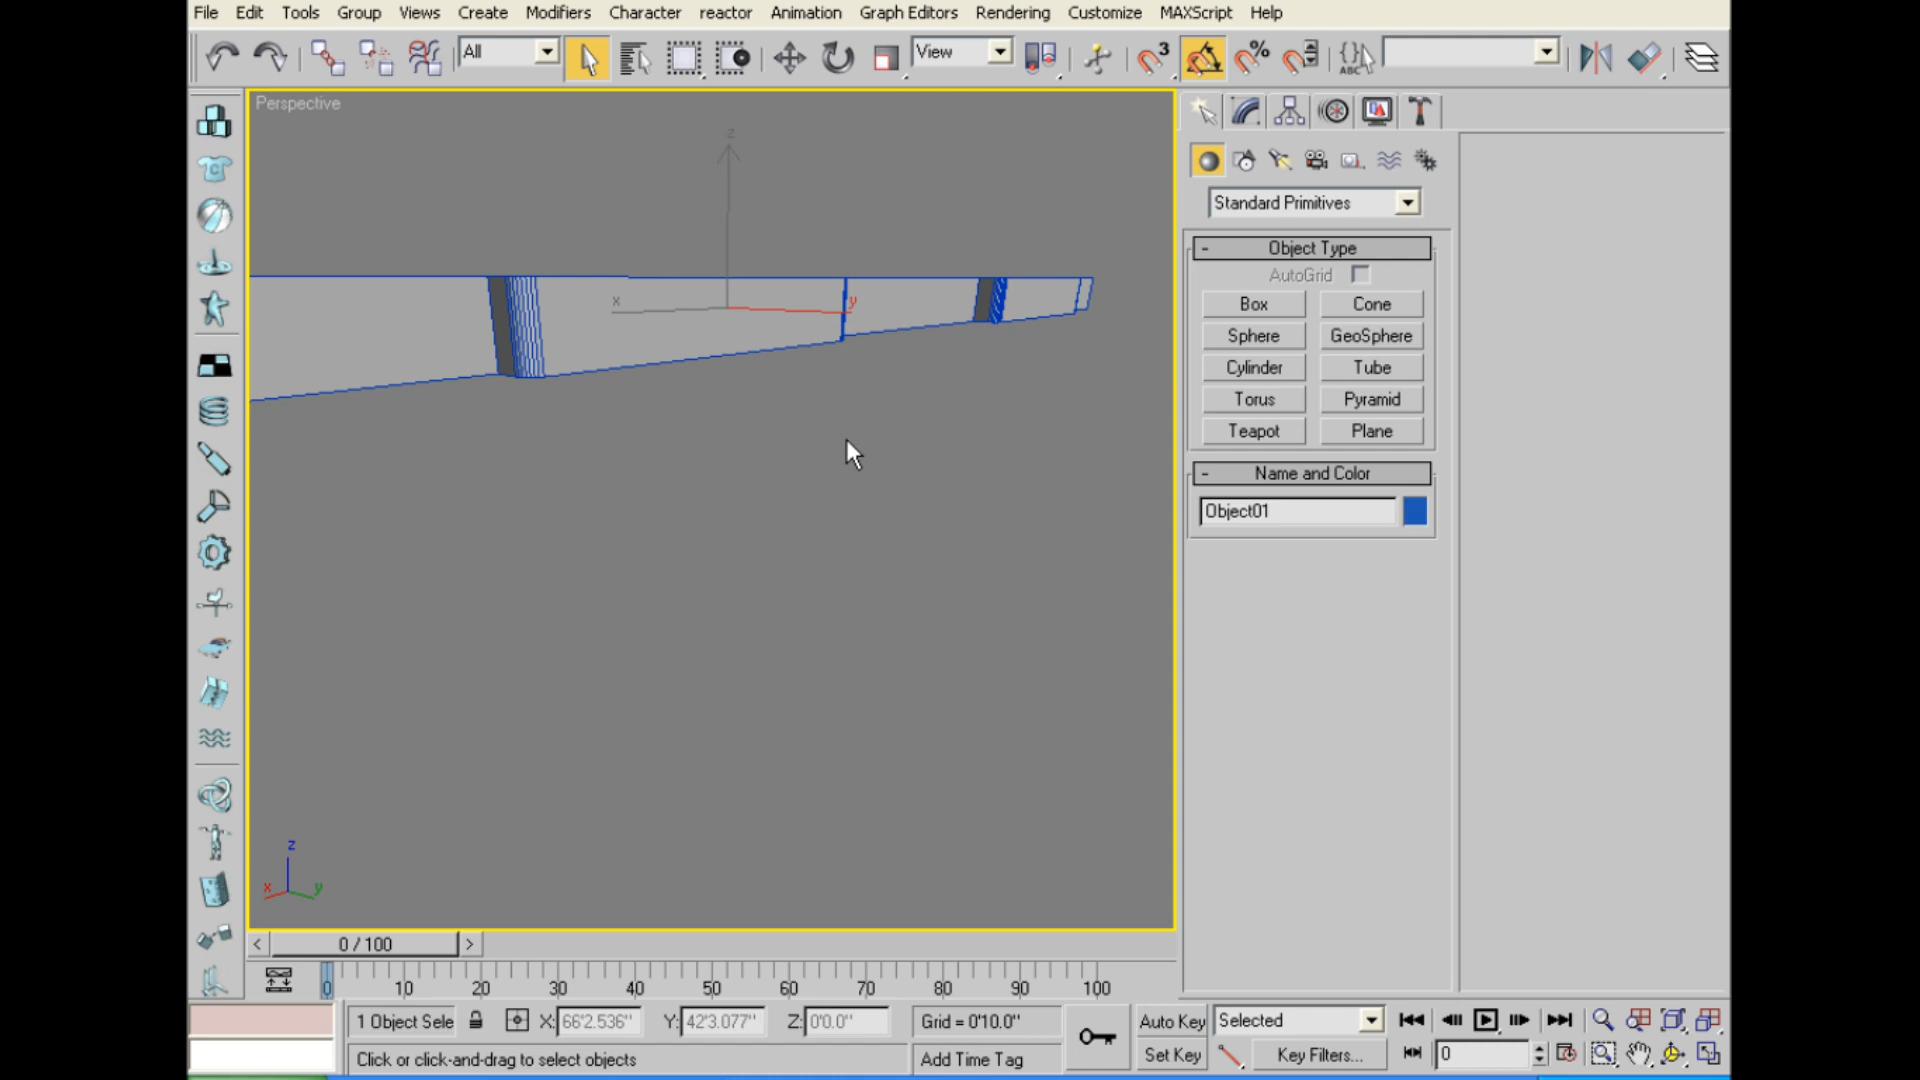 File Edit Tools Group Views Create Modifiers Character reactor Animation Graph Editors Rendering Customize MAXScript Help
All View 3 % ABC
Perspective
z
x y
Standard Primitives
- Object Type
AutoGrid
Box Cone
Sphere GeoSphere
Cylinder Tube
Torus Pyramid
Teapot Plane
- Name and Color
Object01
z
x y
< 0 / 100 >
0 10 20 30 40 50 60 70 80 90 100
1 Object Sele X: 66'2.536" Y: 42'3.077" Z: 0'0.0" Grid = 0'10.0" Auto Key Selected
Click or click-and-drag to select objects Add Time Tag Set Key Key Filters... 0